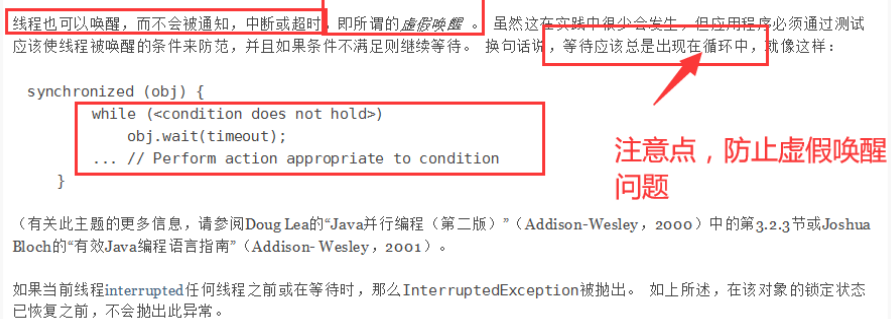 线程也可以唤醒，而不会被通知，中断或超时，即所谓的虚假唤醒 。 虽然这在实践中很少会发生，但应用程序必须通过测试
应该使线程被唤醒的条件来防范，并且如果条件不满足则继续等待。 换句话说，等待应该总是出现在循环中，就像这样：
synchronized (obj) {
while (<condition does not hold>)
obj.wait(timeout);
... // Perform action appropriate to condition
}
注意点，防止虚假唤醒
问题
（有关此主题的更多信息，请参阅Doug Lea的“Java并行编程（第二版）”（Addison-Wesley，2000）中的第3.2.3节或Joshua
Bloch的“有效Java编程语言指南”（Addison- Wesley，2001）。
如果当前线程interrupted任何线程之前或在等待时，那么InterruptedException被抛出。 如上所述，在该对象的锁定状态
已恢复之前，不会抛出此异常。